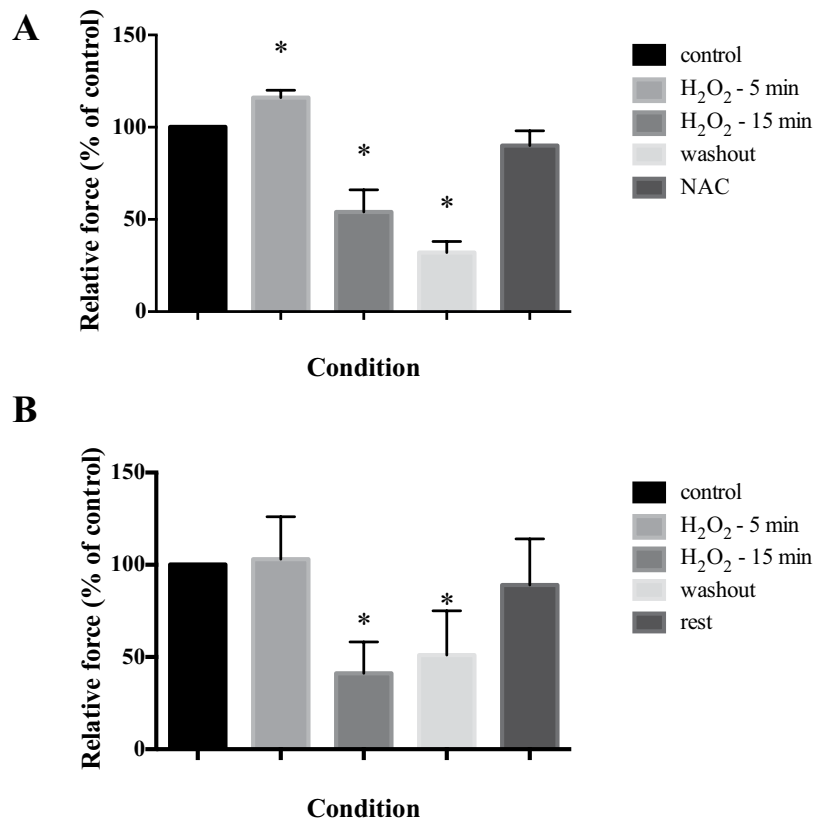 A
Relative force (% of control)
150
100
50
0
*
*
*
Condition
control
H₂O₂ - 5 min
H₂O₂ - 15 min
washout
NAC
B
Relative force (% of control)
150
100
50
0
*
*
Condition
control
H₂O₂ - 5 min
H₂O₂ - 15 min
washout
rest